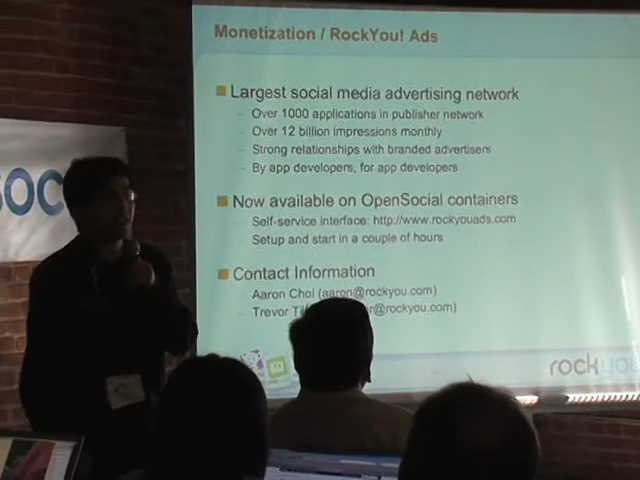 Monetization / RockYou! Ads
Largest social media advertising network
Over 1000 applications in publisher network
Over 12 billion impressions monthly
Strong relationships with branded advertisers
By app developers, for app developers
Now available on OpenSocial containers
Self-service interface: http://www.rockyouads.com
Setup and start in a couple of hours
Contact Information
Aaron Choi (aaron@rockyou.com)
Trevor r@rockyou.com)
rockyou
soc